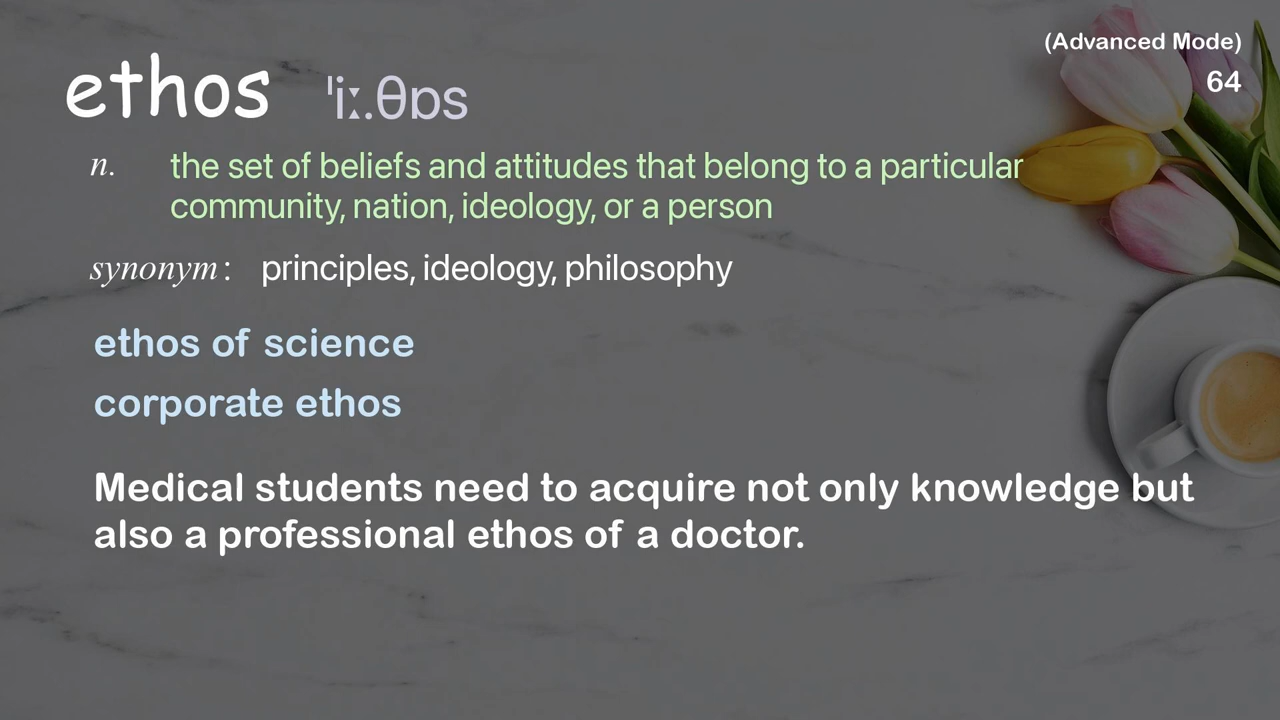 (Advanced Mode)
64
ethos ˈiː.θɒs
n. the set of beliefs and attitudes that belong to a particular
community, nation, ideology, or a person
synonym: principles, ideology, philosophy
ethos of science
corporate ethos
Medical students need to acquire not only knowledge but
also a professional ethos of a doctor.